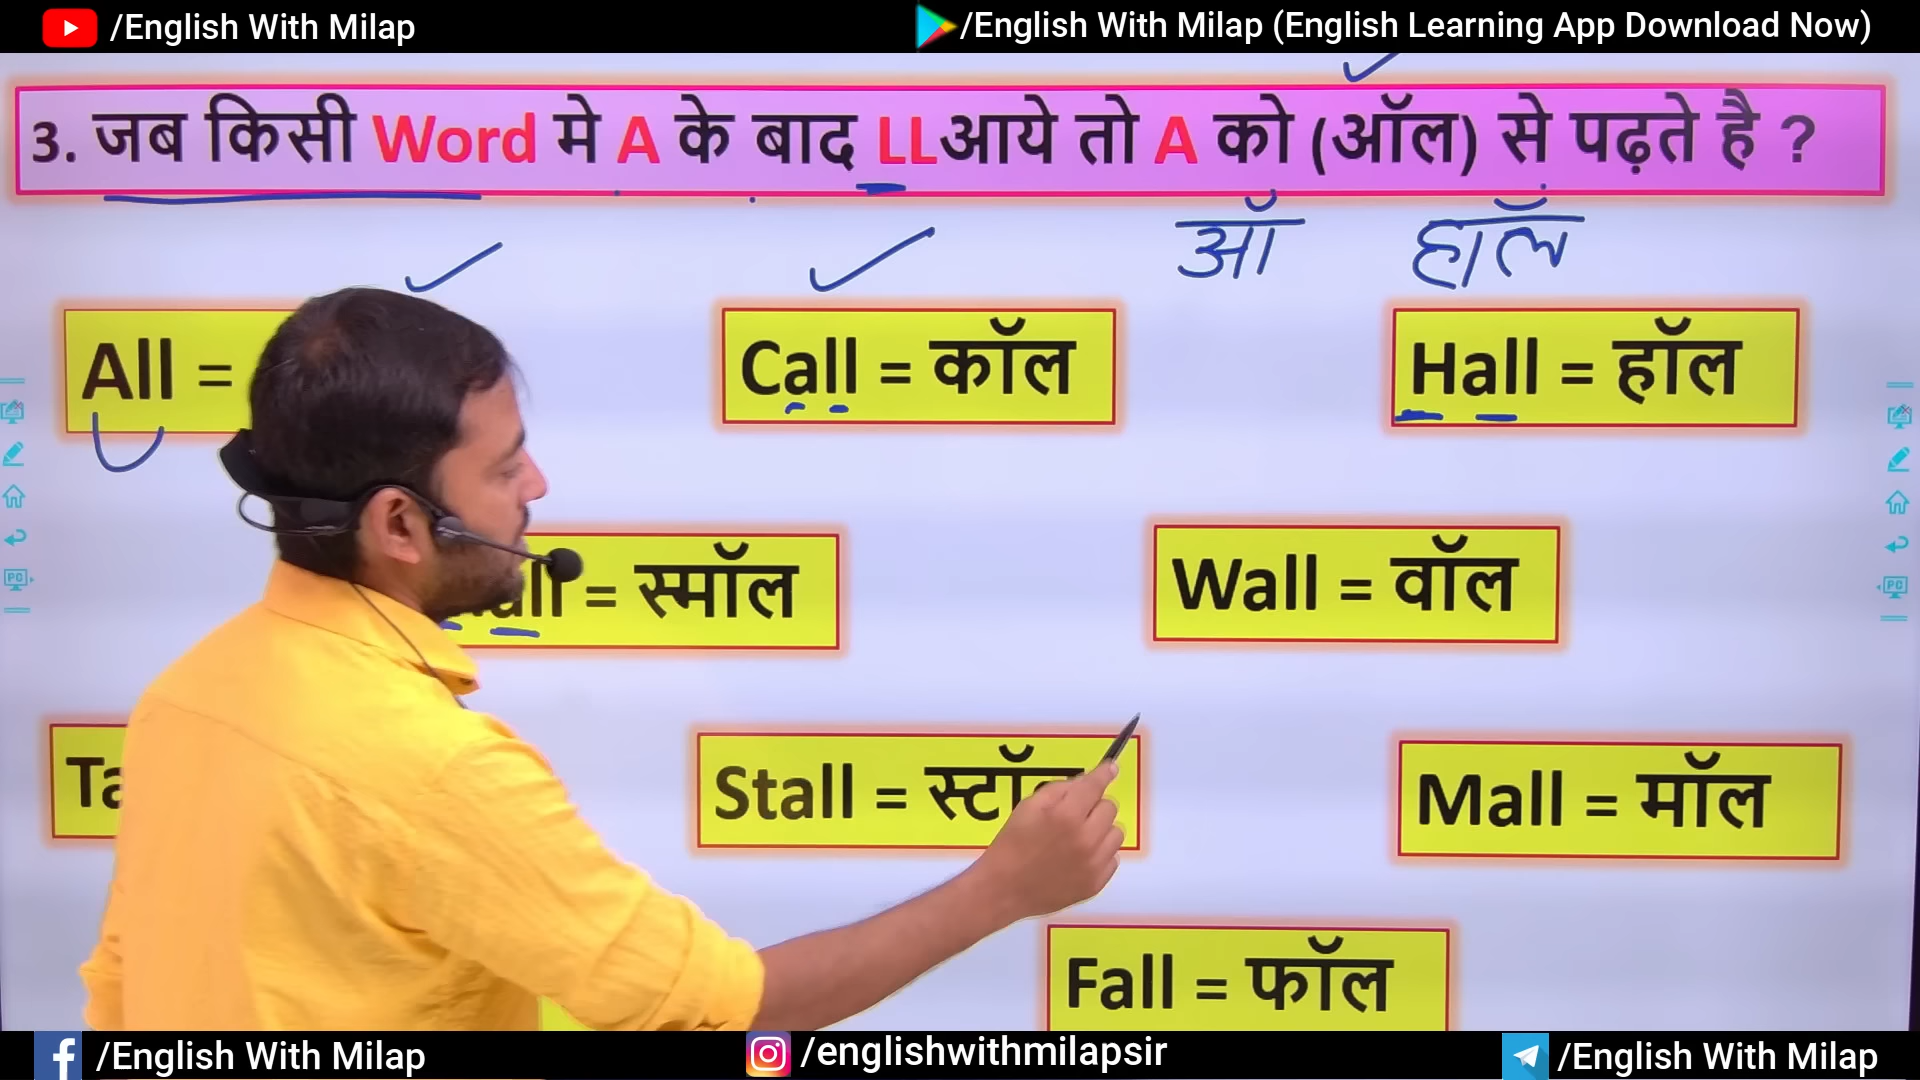 /English With Milap
/English With Milap (English Learning App Download Now)
3. जब किसी Word मे A के बाद LL आये तो A को (ऑल) से पढ़ते है ?
ऑ हॉल
All =
Call = कॉल
Hall = हॉल
= स्मॉल
Wall = वॉल
Stall =
Mall = मॉल
Fall = फॉल
/English With Milap
/englishwithmilapsir
/English With Milap